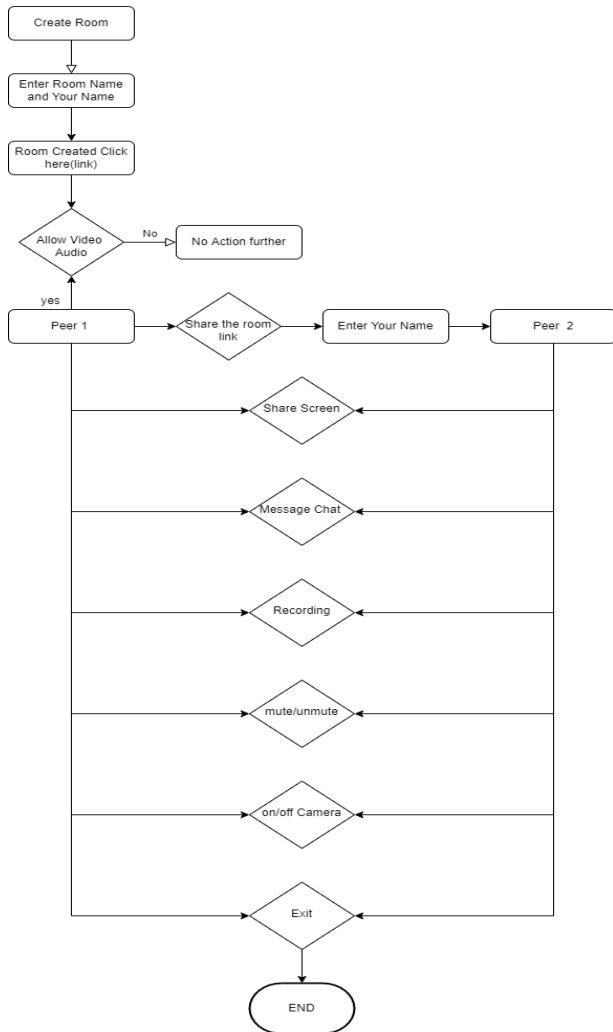 Create Room
Enter Room Name
and Your Name
Room Created Click
here(link)
Allow Video
Audio
No
No Action further
yes
Peer 1
Share the room
link
Enter Your Name
Peer 2
Share Screen
Message Chat
Recording
mute/unmute
on/off Camera
Exit
END